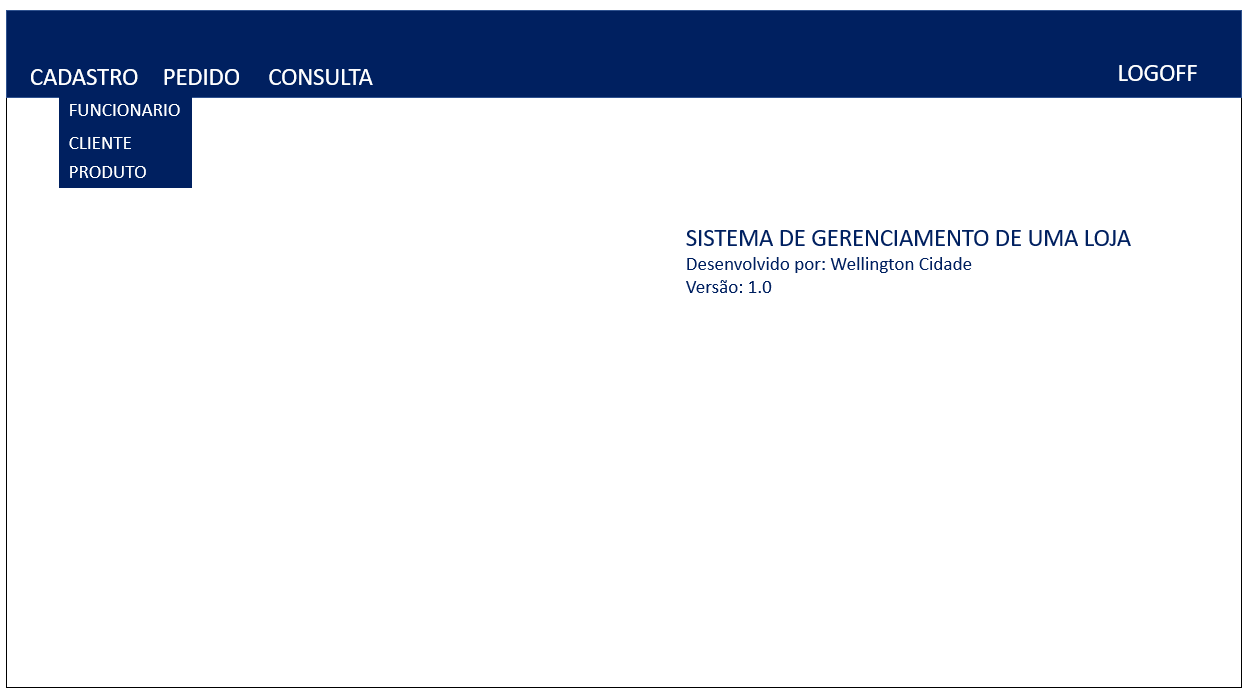 CADASTRO PEDIDO CONSULTA LOGOFF
FUNCIONARIO
CLIENTE
PRODUTO
SISTEMA DE GERENCIAMENTO DE UMA LOJA
Desenvolvido por: Wellington Cidade
Versão: 1.0